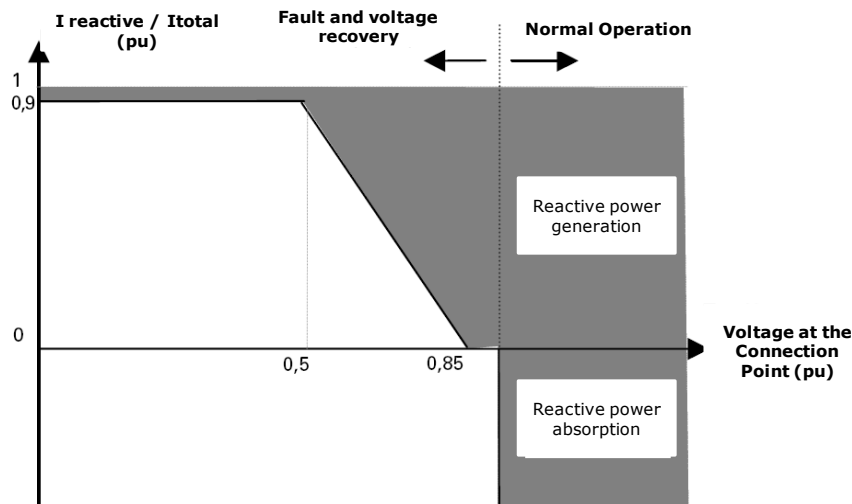 I reactive / Itotal
(pu)
Fault and voltage
recovery
Normal Operation
1
0,9
Reactive power
generation
0
0,5
0,85
Voltage at the
Connection
Point (pu)
Reactive power
absorption